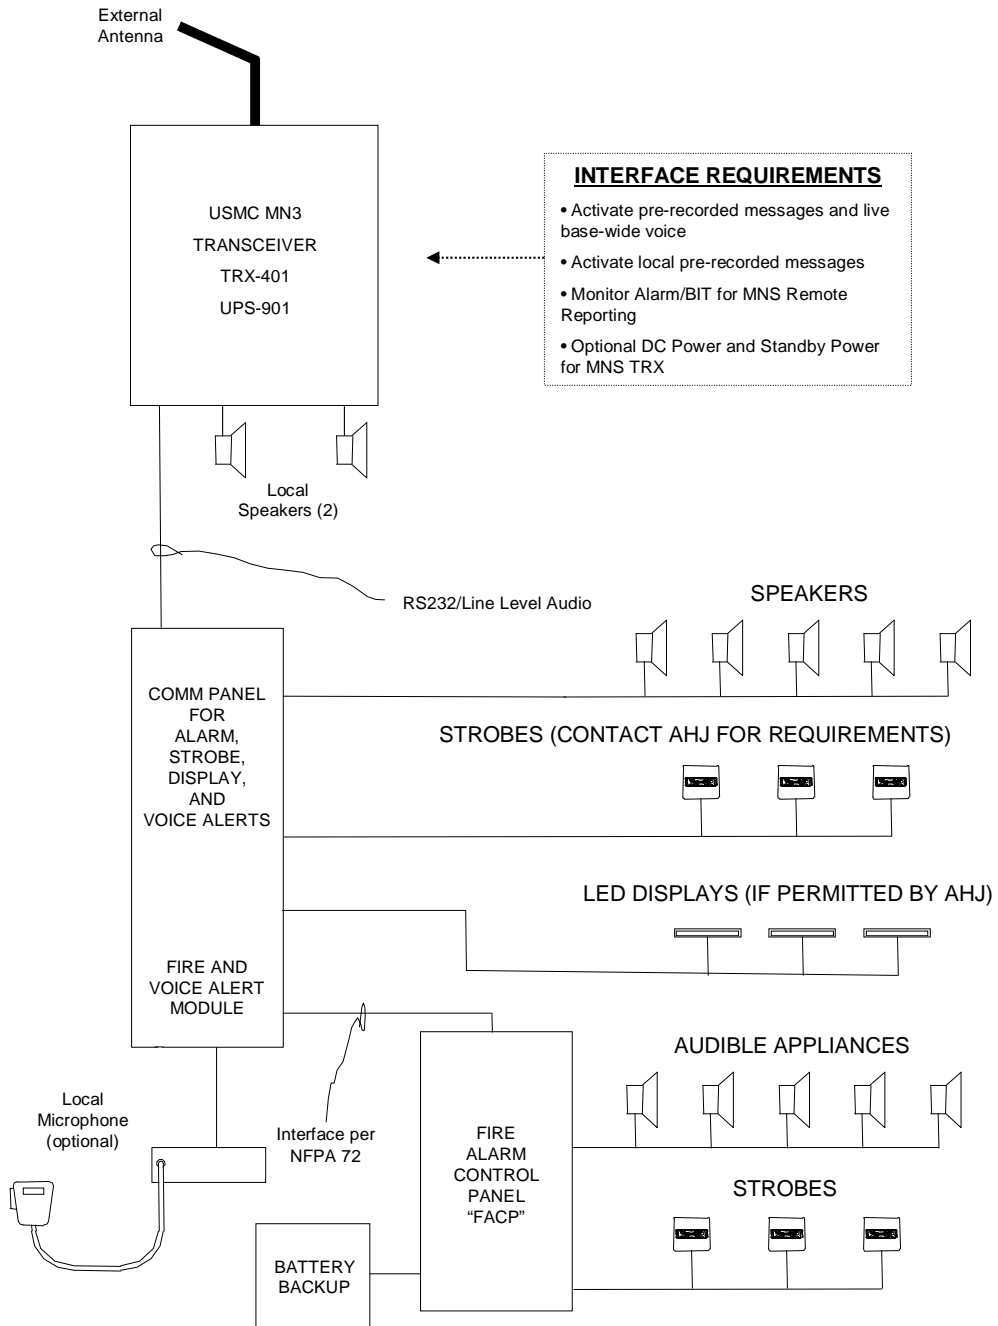 External
Antenna
USMC MN3
TRANSCEIVER
TRX-401
UPS-901
INTERFACE REQUIREMENTS
• Activate pre-recorded messages and live
base-wide voice
• Activate local pre-recorded messages
• Monitor Alarm/BIT for MNS Remote
Reporting
• Optional DC Power and Standby Power
for MNS TRX
Local
Speakers (2)
RS232/Line Level Audio
SPEAKERS
COMM PANEL
FOR
ALARM,
STROBE,
DISPLAY,
AND
VOICE ALERTS
STROBES (CONTACT AHJ FOR REQUIREMENTS)
LED DISPLAYS (IF PERMITTED BY AHJ)
FIRE AND
VOICE ALERT
MODULE
AUDIBLE APPLIANCES
Local
Microphone
(optional)
Interface per
NFPA 72
FIRE
ALARM
CONTROL
PANEL
“FACP”
STROBES
BATTERY
BACKUP